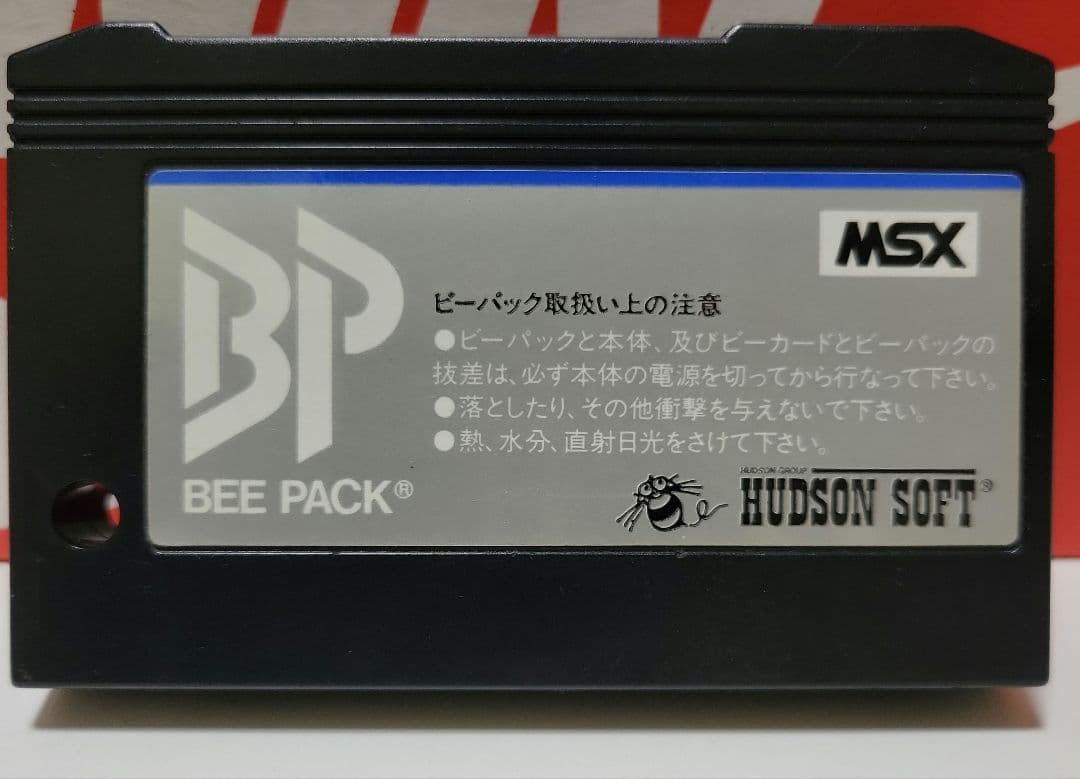 BP
MSX
ビーパック取扱い上の注意
●ビーパックと本体、及びビーカードとビーパックの
抜差は、必ず本体の電源を切ってから行なって下さい。
●落としたり、その他衝撃を与えないで下さい。
●熱、水分、直射日光をさけて下さい。
BEE PACK®
HUDSON GROUP
HUDSON SOFT®